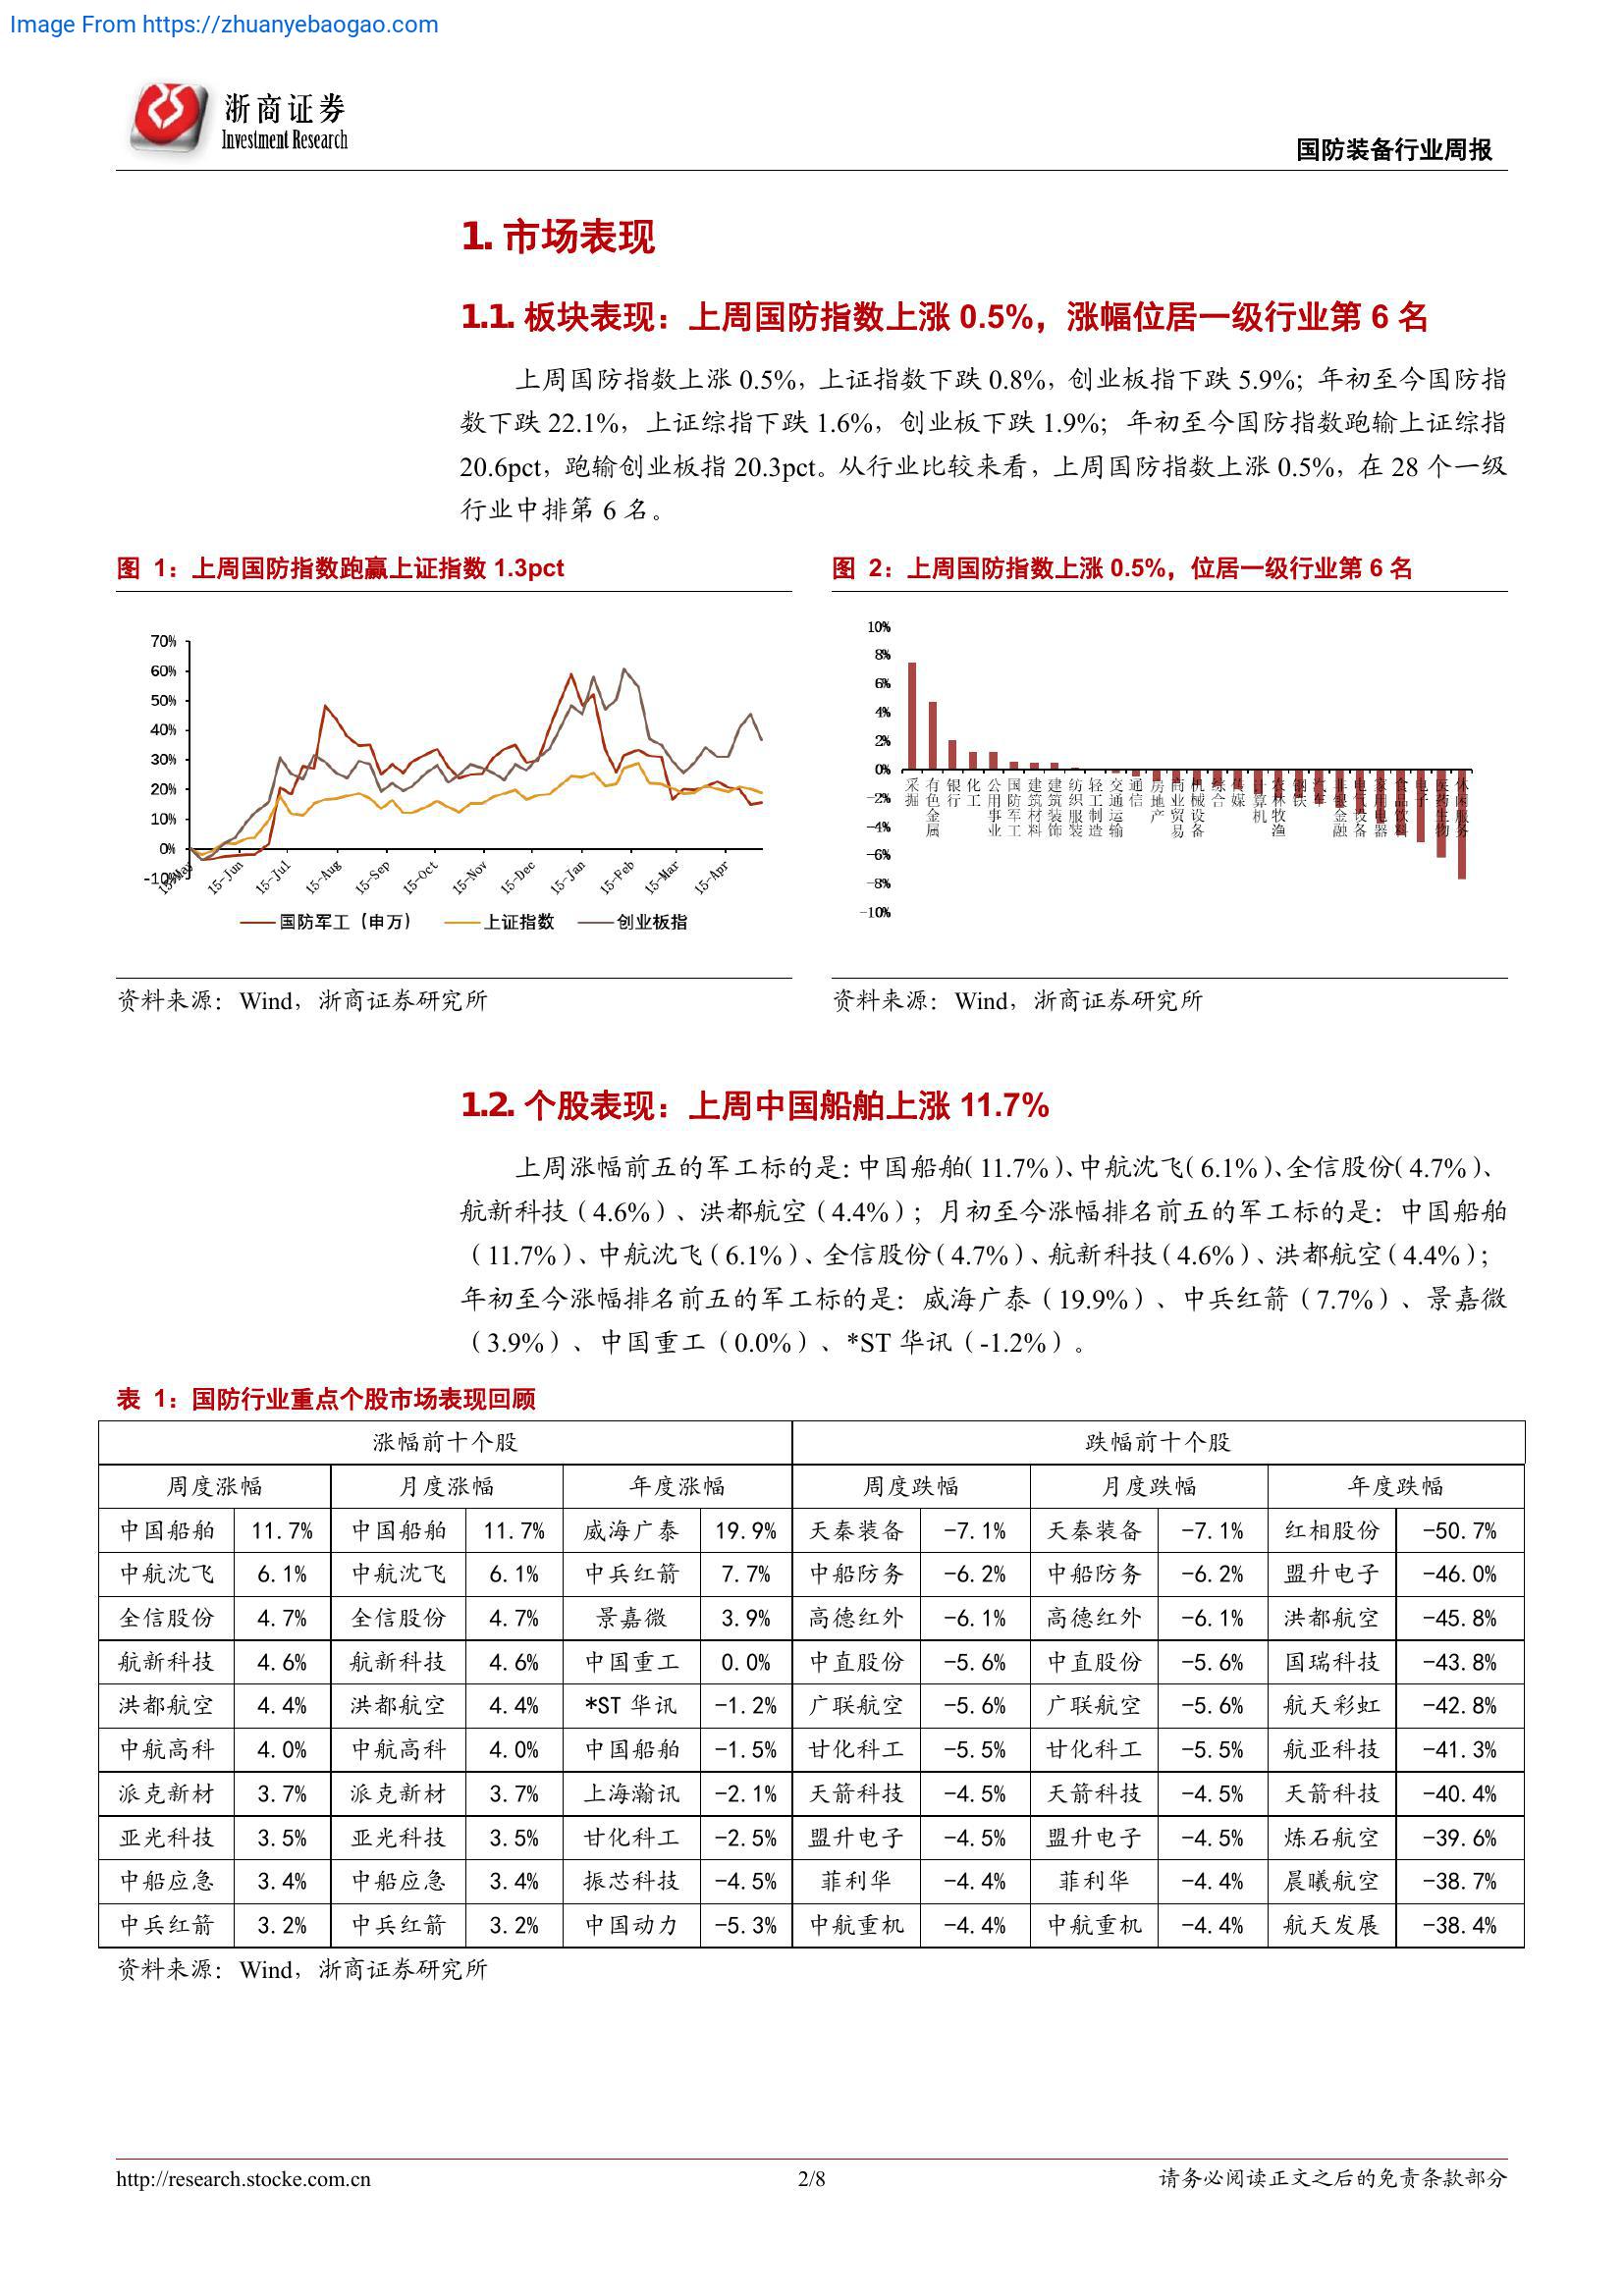 Image From https://zhuanyebaogao.com
浙商证券
Investment Research
国防装备行业周报
1. 市场表现
1.1. 板块表现：上周国防指数上涨 0.5%，涨幅位居一级行业第 6 名
上周国防指数上涨 0.5%，上证指数下跌 0.8%，创业板指下跌 5.9%；年初至今国防指
数下跌 22.1%，上证综指下跌 1.6%，创业板下跌 1.9%；年初至今国防指数跑输上证综指
20.6pct，跑输创业板指 20.3pct。从行业比较来看，上周国防指数上涨 0.5%，在 28 个一级
行业中排第 6 名。
图 1：上周国防指数跑赢上证指数 1.3pct
70%
60%
50%
40%
30%
20%
10%
0%
-10%
15-May 15-Jun 15-Jul 15-Aug 15-Sep 15-Oct 15-Nov 15-Dec 15-Jan 15-Feb 15-Mar 15-Apr
国防军工（申万） 上证指数 创业板指
资料来源：Wind，浙商证券研究所
图 2：上周国防指数上涨 0.5%，位居一级行业第 6 名
10%
8%
6%
4%
2%
0%
-2%
-4%
-6%
-8%
-10%
采掘 有色金属 银行 化工 公用事业 国防军工 建筑材料 建筑装饰 纺织服装 轻工制造 交通运输 通信 房地产 商业贸易 机械设备 综合 传媒 计算机 农林牧渔 钢铁 汽车 非银金融 电气设备 家用电器 食品饮料 电子 医药生物 休闲服务
资料来源：Wind，浙商证券研究所
1.2. 个股表现：上周中国船舶上涨 11.7%
上周涨幅前五的军工标的是：中国船舶（11.7%）、中航沈飞（6.1%）、全信股份（4.7%）、
航新科技（4.6%）、洪都航空（4.4%）；月初至今涨幅排名前五的军工标的是：中国船舶
（11.7%）、中航沈飞（6.1%）、全信股份（4.7%）、航新科技（4.6%）、洪都航空（4.4%）；
年初至今涨幅排名前五的军工标的是：威海广泰（19.9%）、中兵红箭（7.7%）、景嘉微
（3.9%）、中国重工（0.0%）、*ST 华讯（-1.2%）。
表 1：国防行业重点个股市场表现回顾
涨幅前十个股 跌幅前十个股
周度涨幅 月度涨幅 年度涨幅 周度跌幅 月度跌幅 年度跌幅
中国船舶 11.7% 中国船舶 11.7% 威海广泰 19.9% 天秦装备 -7.1% 天秦装备 -7.1% 红相股份 -50.7%
中航沈飞 6.1% 中航沈飞 6.1% 中兵红箭 7.7% 中船防务 -6.2% 中船防务 -6.2% 盟升电子 -46.0%
全信股份 4.7% 全信股份 4.7% 景嘉微 3.9% 高德红外 -6.1% 高德红外 -6.1% 洪都航空 -45.8%
航新科技 4.6% 航新科技 4.6% 中国重工 0.0% 中直股份 -5.6% 中直股份 -5.6% 国瑞科技 -43.8%
洪都航空 4.4% 洪都航空 4.4% *ST 华讯 -1.2% 广联航空 -5.6% 广联航空 -5.6% 航天彩虹 -42.8%
中航高科 4.0% 中航高科 4.0% 中国船舶 -1.5% 甘化科工 -5.5% 甘化科工 -5.5% 航亚科技 -41.3%
派克新材 3.7% 派克新材 3.7% 上海瀚讯 -2.1% 天箭科技 -4.5% 天箭科技 -4.5% 天箭科技 -40.4%
亚光科技 3.5% 亚光科技 3.5% 甘化科工 -2.5% 盟升电子 -4.5% 盟升电子 -4.5% 炼石航空 -39.6%
中船应急 3.4% 中船应急 3.4% 振芯科技 -4.5% 菲利华 -4.4% 菲利华 -4.4% 晨曦航空 -38.7%
中兵红箭 3.2% 中兵红箭 3.2% 中国动力 -5.3% 中航重机 -4.4% 中航重机 -4.4% 航天发展 -38.4%
资料来源：Wind，浙商证券研究所
http://research.stocke.com.cn
2/8
请务必阅读正文之后的免责条款部分